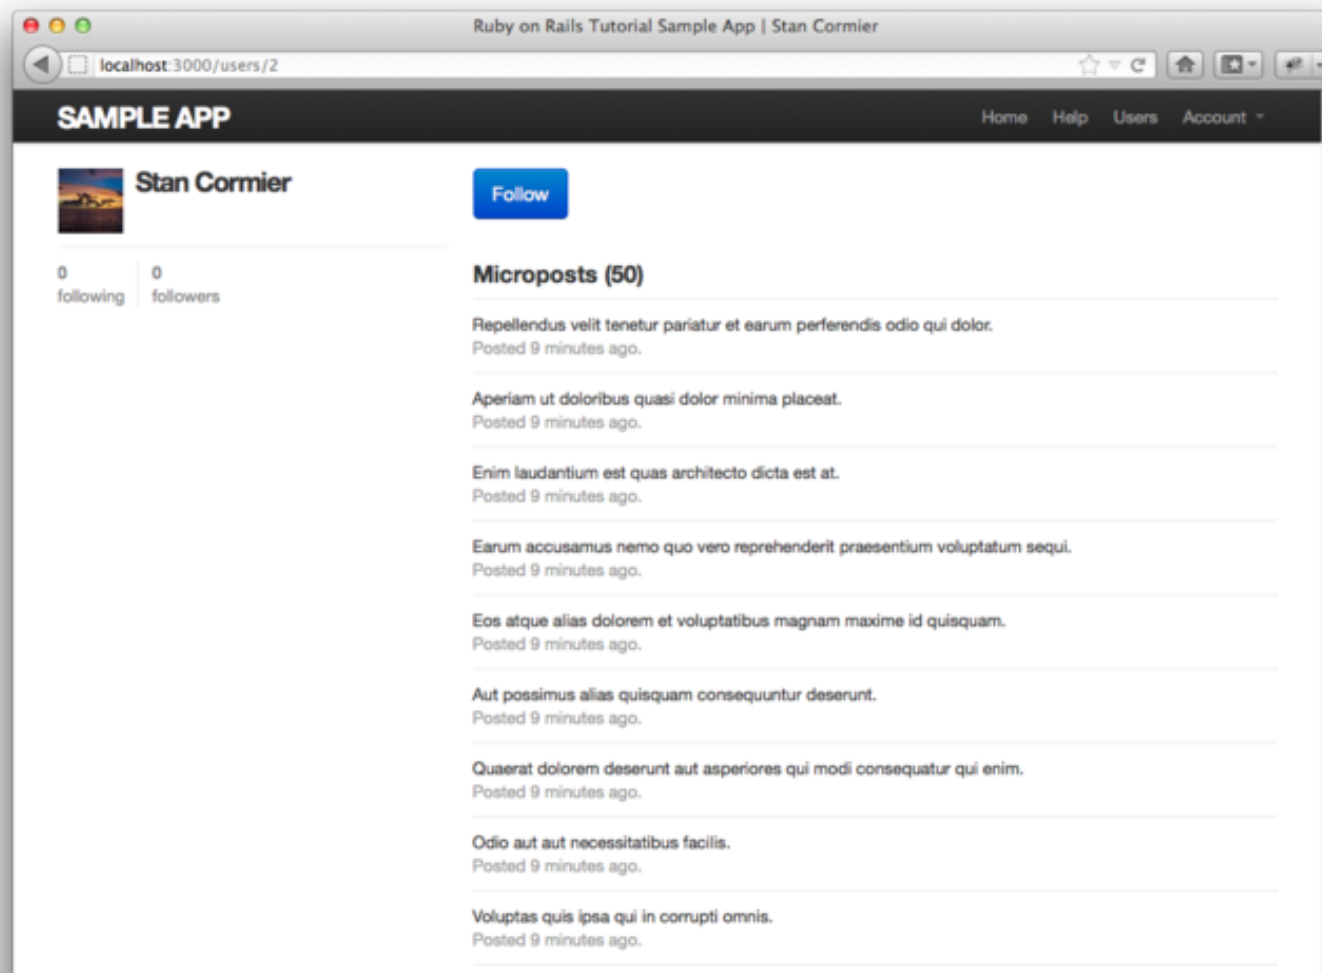 Ruby on Rails Tutorial Sample App | Stan Cormier
localhost:3000/users/2
SAMPLE APP
Home Help Users Account
Stan Cormier
Follow
0 following
0 followers
Microposts (50)
Repellendus velit tenetur pariatur et earum perferendis odio qui dolor.
Posted 9 minutes ago.
Aperiam ut doloribus quasi dolor minima placeat.
Posted 9 minutes ago.
Enim laudantium est quas architecto dicta est at.
Posted 9 minutes ago.
Earum accusamus nemo quo vero reprehenderit praesentium voluptatum sequi.
Posted 9 minutes ago.
Eos atque alias dolorem et voluptatibus magnam maxime id quisquam.
Posted 9 minutes ago.
Aut possimus alias quisquam consequuntur deserunt.
Posted 9 minutes ago.
Quaerat dolorem deserunt aut asperiores qui modi consequatur qui enim.
Posted 9 minutes ago.
Odio aut aut necessitatibus facilis.
Posted 9 minutes ago.
Voluptas quis ipsa qui in corrupti omnis.
Posted 9 minutes ago.